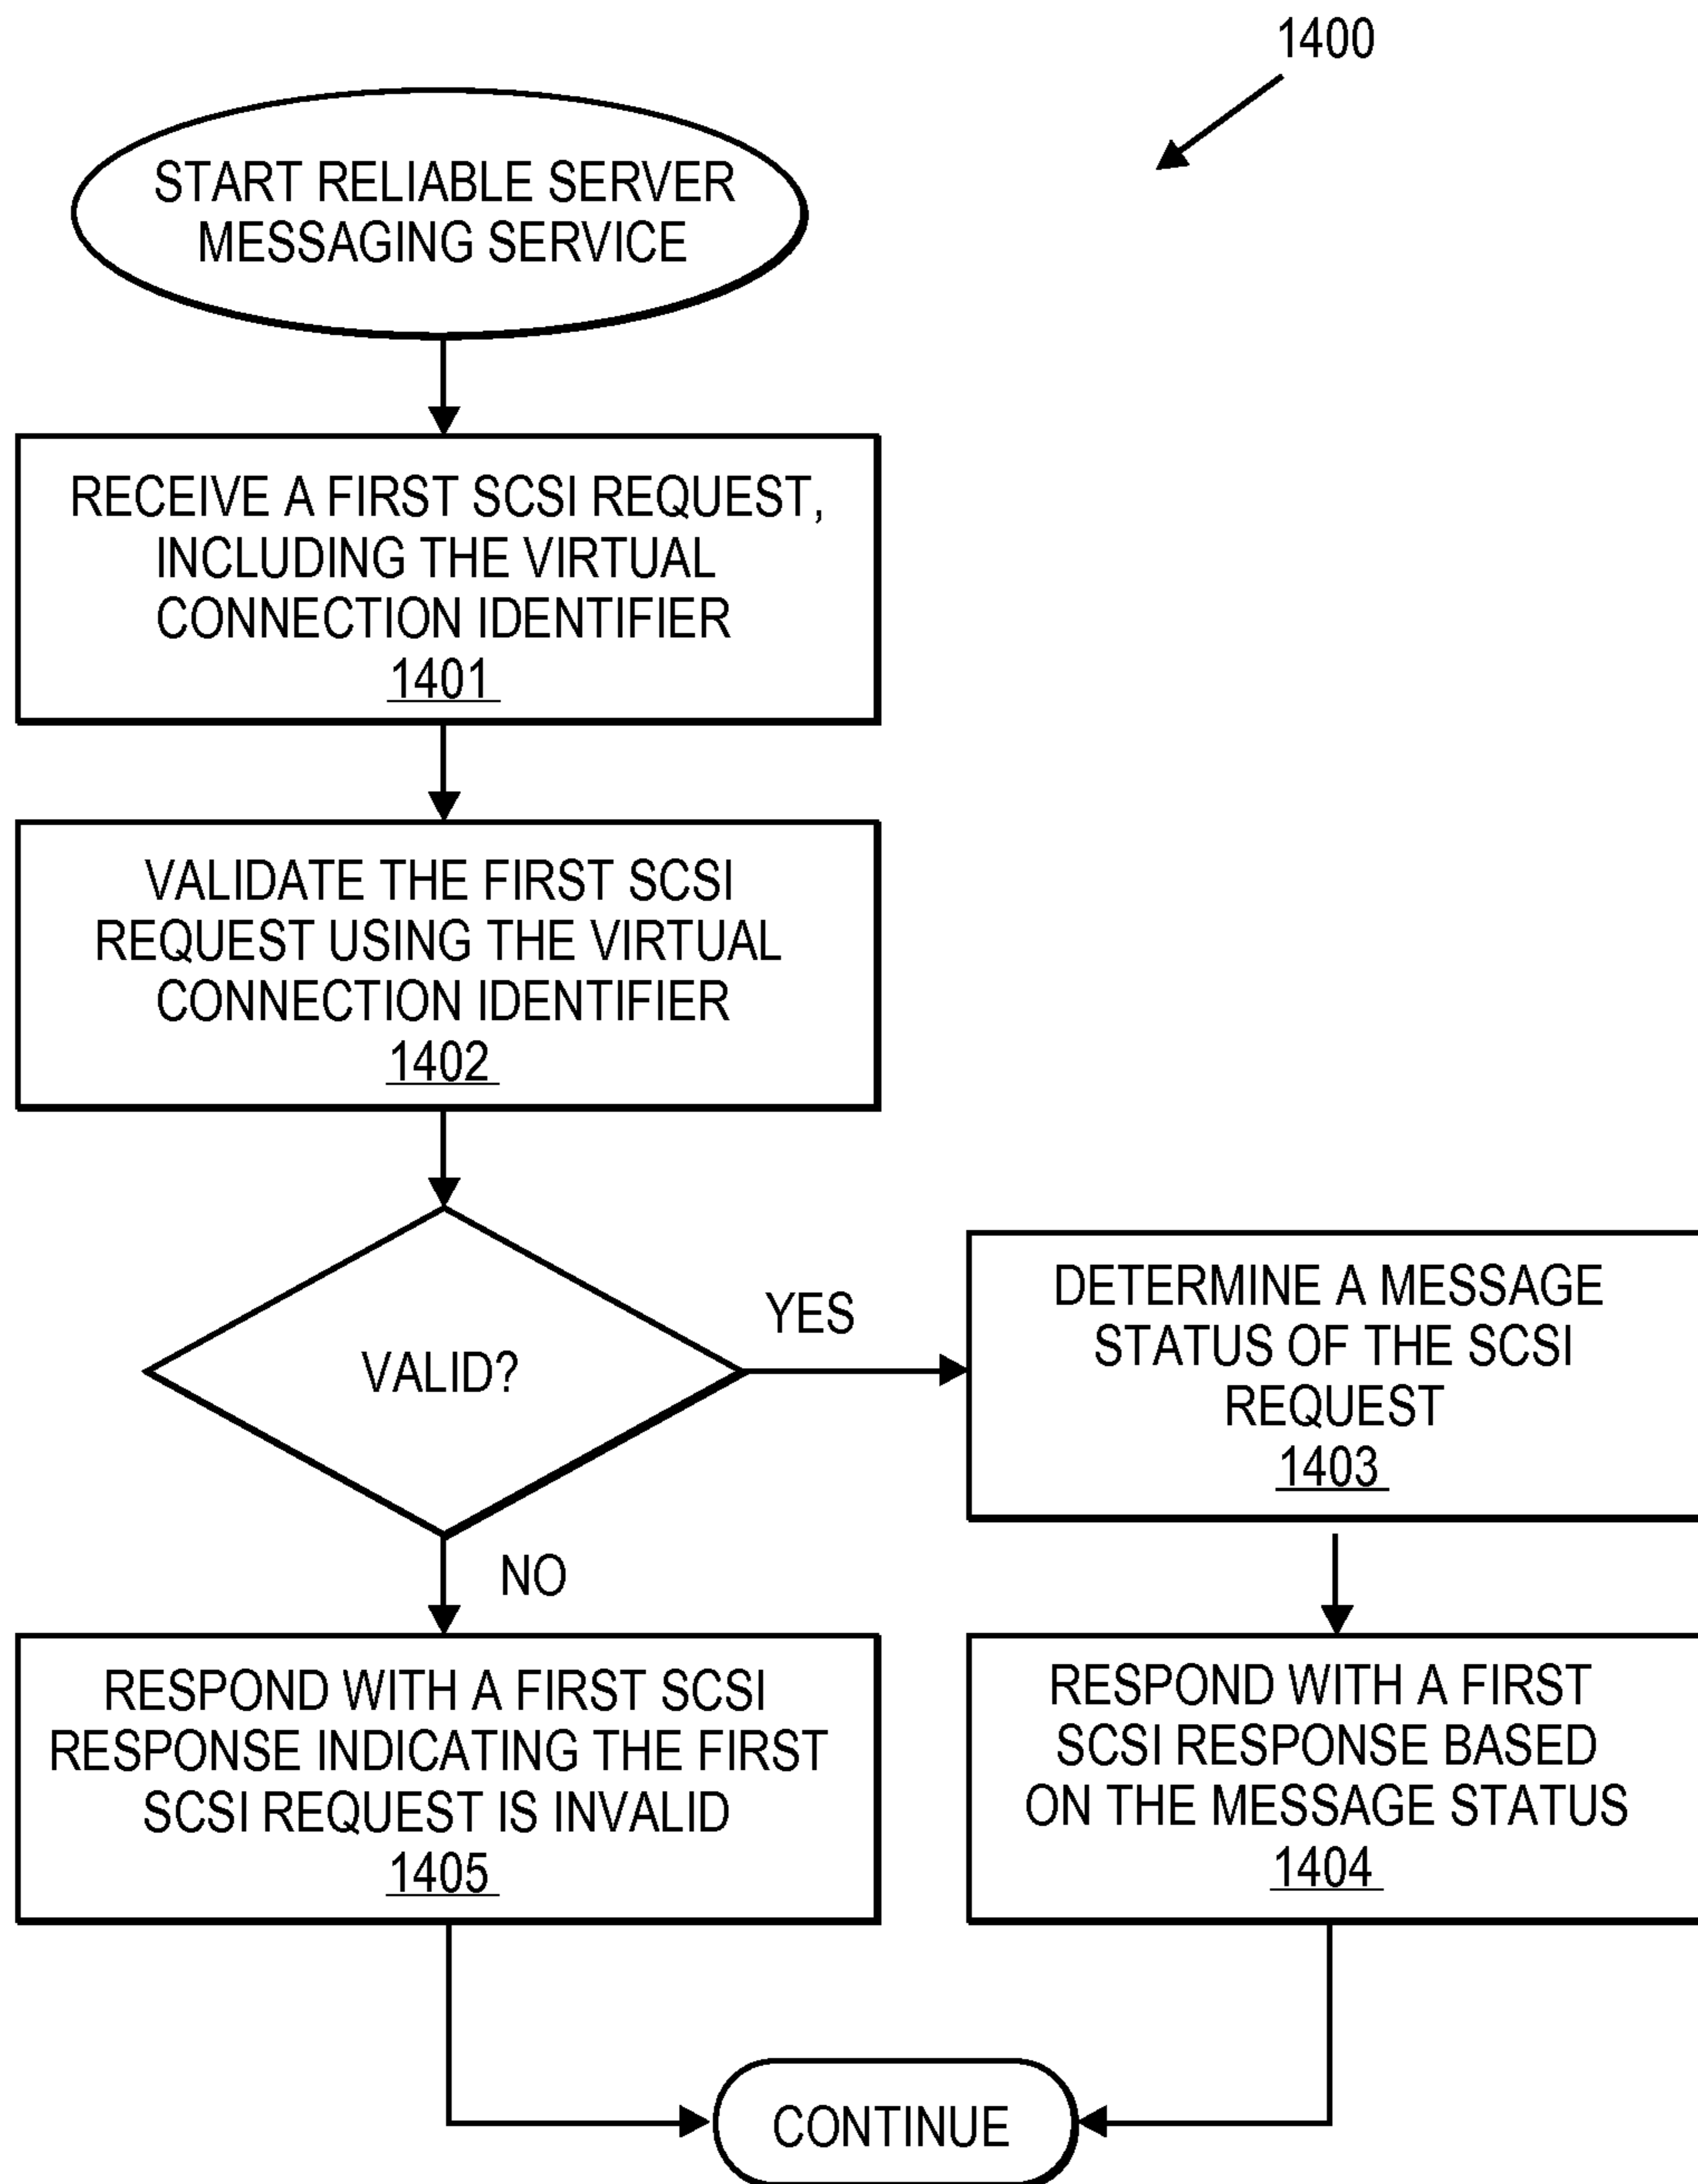 1400
START RELIABLE SERVER
MESSAGING SERVICE
RECEIVE A FIRST SCSI REQUEST,
INCLUDING THE VIRTUAL
CONNECTION IDENTIFIER
1401
VALIDATE THE FIRST SCSI
REQUEST USING THE VIRTUAL
CONNECTION IDENTIFIER
1402
VALID?
YES
DETERMINE A MESSAGE
STATUS OF THE SCSI
REQUEST
1403
NO
RESPOND WITH A FIRST SCSI
RESPONSE INDICATING THE FIRST
SCSI REQUEST IS INVALID
1405
RESPOND WITH A FIRST
SCSI RESPONSE BASED
ON THE MESSAGE STATUS
1404
CONTINUE